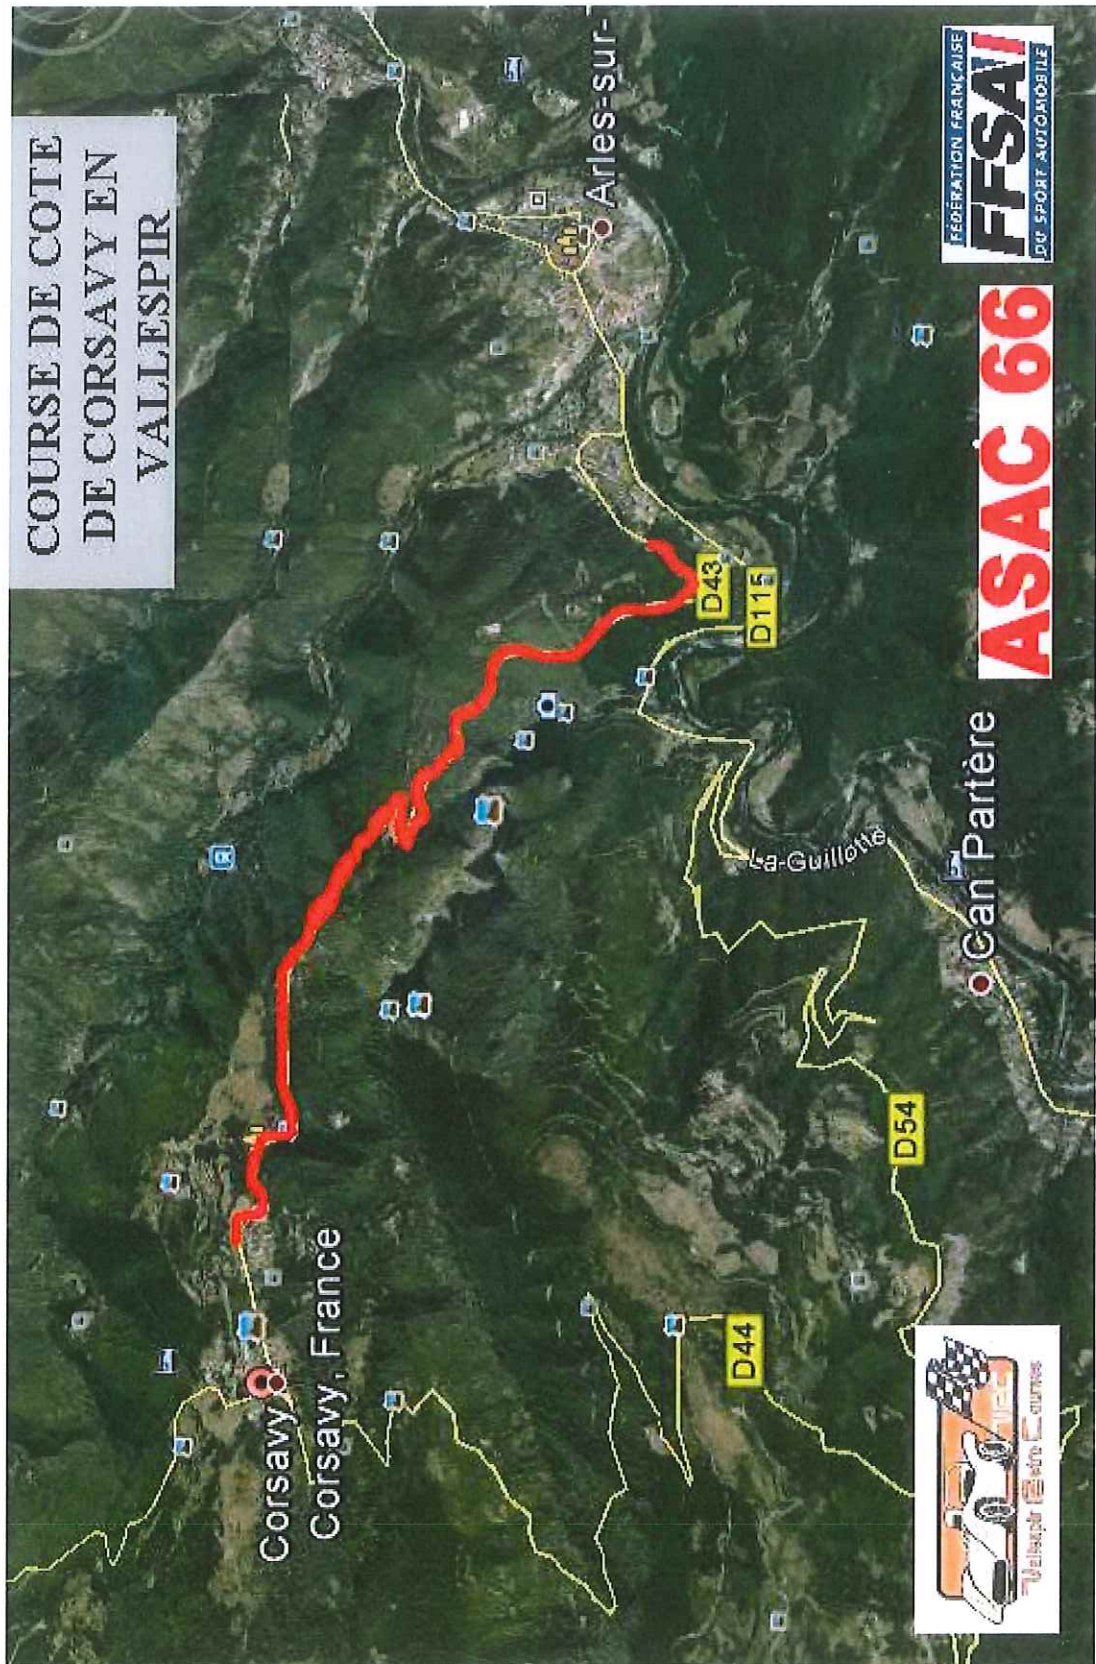 COURSE DE COTE
DE CORSAVY EN
VALLESPIR
Corsavy
Corsavy, France
Arles-sur-
D43
D115
La-Guillotte
Can Partère
D54
D44
ASAC 66
FÉDÉRATION FRANÇAISE
FFSA
DU SPORT AUTOMOBILE
Vallespir